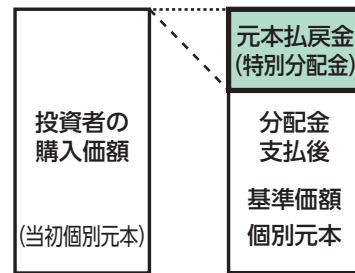 投資者の
購入価額
(当初個別元本)
元本払戻金
(特別分配金)
分配金
支払後
基準価額
個別元本